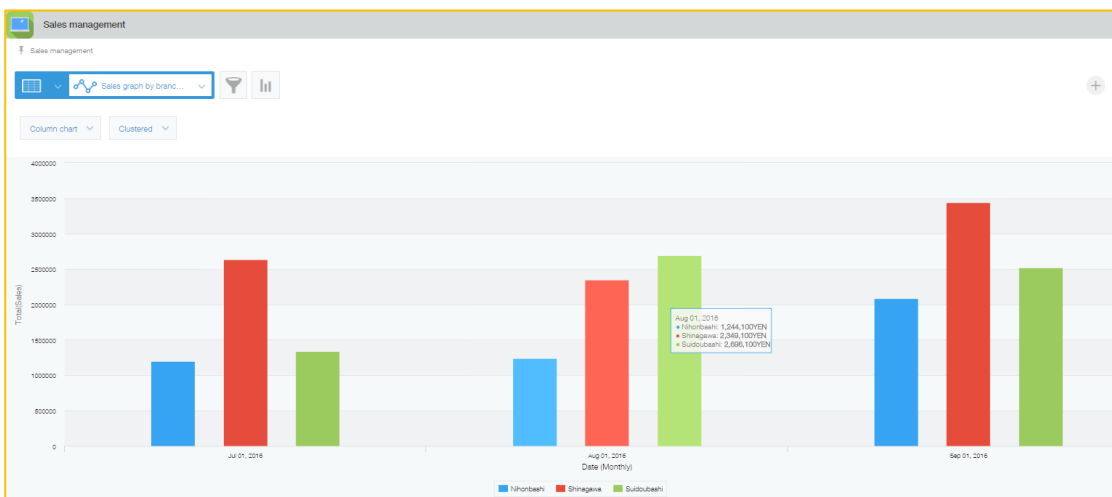 Sales management
Sales management
Sales graph by branc...
Column chart
Clustered
4000000
3500000
3000000
2500000
2000000
1500000
1000000
500000
0
Total(Sales)
Aug 01, 2016
Nihonbashi: 1,244,100YEN
Shinagawa: 2,349,100YEN
Suidoubashi: 2,696,100YEN
Jul 01, 2016
Aug 01, 2016
Sep 01, 2016
Date (Monthly)
Nihonbashi Shinagawa Suidoubashi